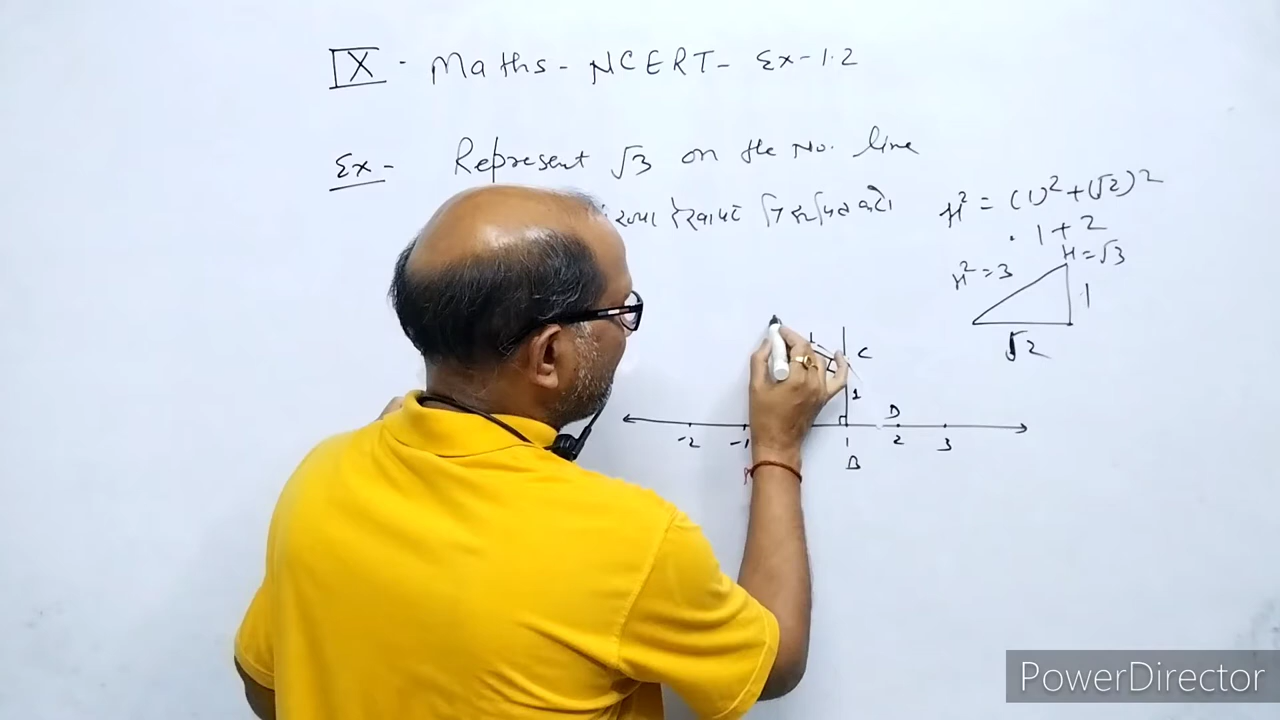 IX · Maths - NCERT - Ex-1.2
Ex- Represent √3 on the No. line
H² = (1)² + (√2)²
· 1 + 2
H² = 3
H = √3
1
√2
C
1
D
-2 -1 1 2 3
B
PowerDirector